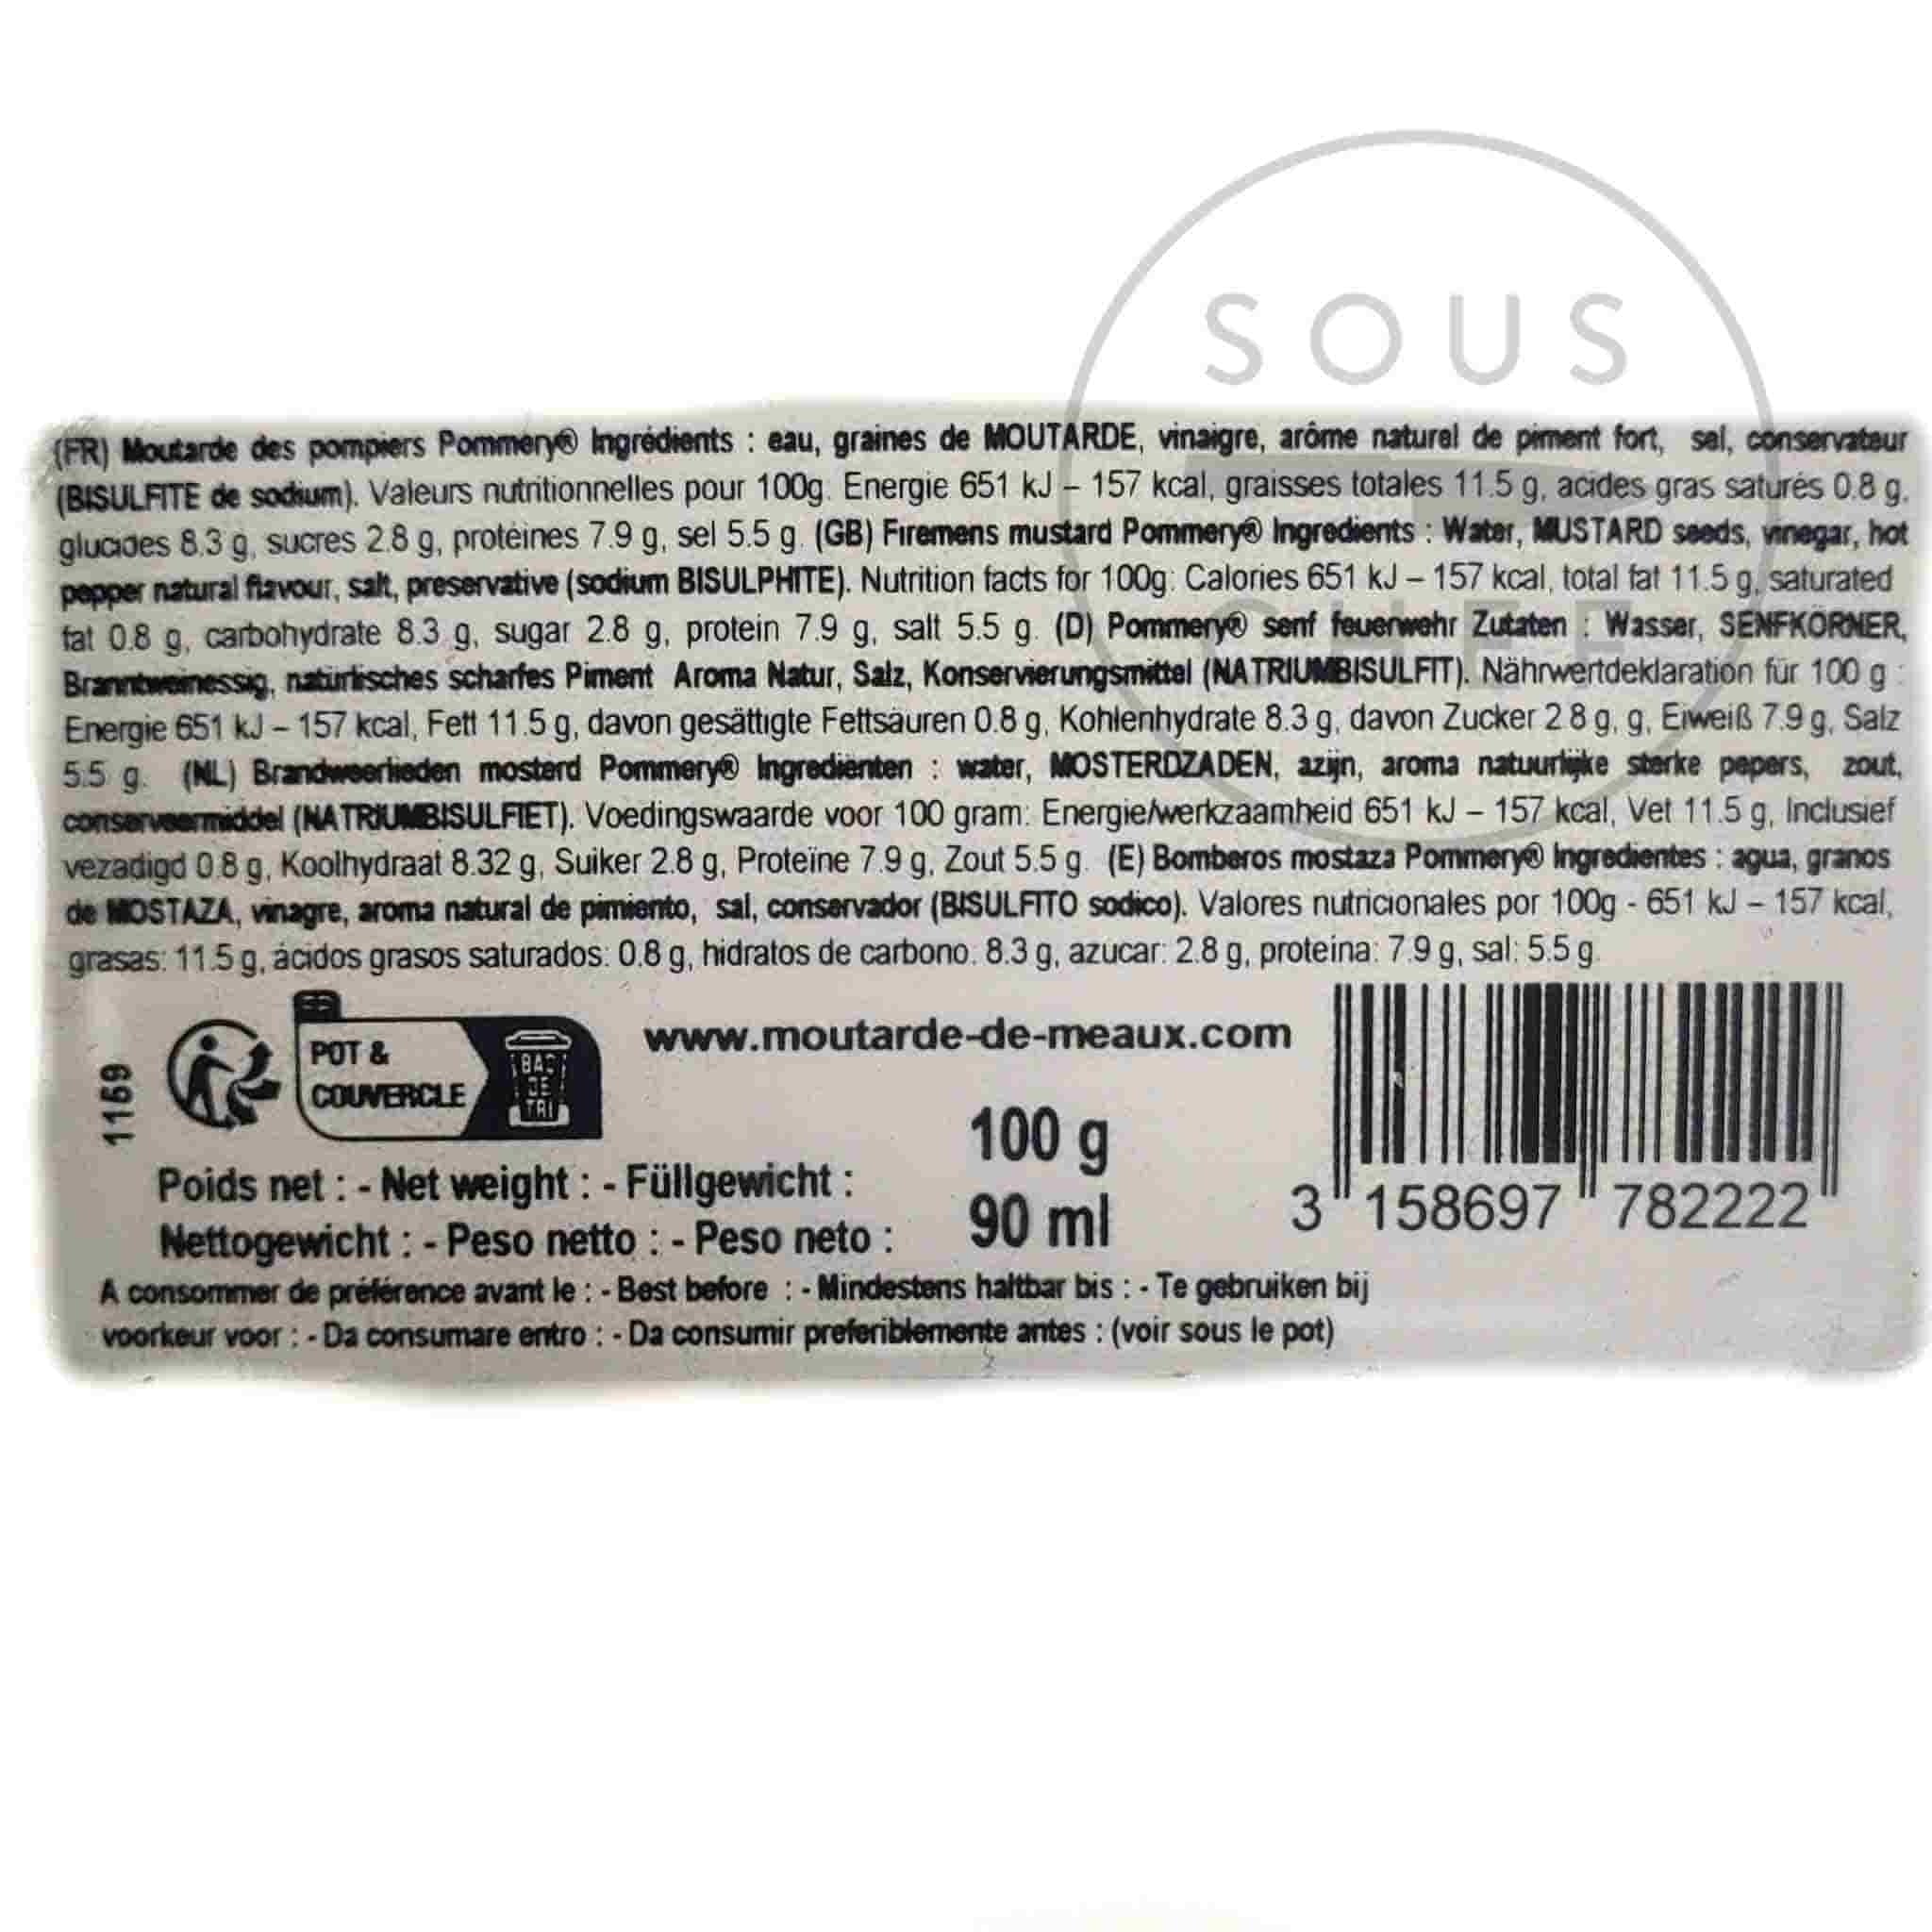 SOUS
CHEF
(FR) Moutarde des pompiers Pommery® Ingrédients : eau, graines de MOUTARDE, vinaigre, arôme naturel de piment fort, sel, conservateur
(BISULFITE de sodium). Valeurs nutritionnelles pour 100g. Energie 651 kJ – 157 kcal, graisses totales 11.5 g, acides gras saturés 0.8 g,
glucides 8.3 g, sucres 2.8 g, protéines 7.9 g, sel 5.5 g. (GB) Firemens mustard Pommery® Ingredients : Water, MUSTARD seeds, vinegar, hot
pepper natural flavour, salt, preservative (sodium BISULPHITE). Nutrition facts for 100g: Calories 651 kJ – 157 kcal, total fat 11.5 g, saturated
fat 0.8 g, carbohydrate 8.3 g, sugar 2.8 g, protein 7.9 g, salt 5.5 g. (D) Pommery® senf feuerwehr Zutaten : Wasser, SENFKÖRNER,
Branntweinessig, natürlisches scharfes Piment Aroma Natur, Salz, Konservierungsmittel (NATRIUMBISULFIT). Nährwertdeklaration für 100 g :
Energie 651 kJ – 157 kcal, Fett 11.5 g, davon gesättigte Fettsäuren 0.8 g, Kohlenhydrate 8.3 g, davon Zucker 2.8 g, g, Eiweiß 7.9 g, Salz
5.5 g. (NL) Brandweerlieden mosterd Pommery® Ingrediënten : water, MOSTERDZADEN, azijn, aroma natuurlijke sterke pepers, zout,
conserveermiddel (NATRIUMBISULFIET). Voedingswaarde voor 100 gram: Energie/werkzaamheid 651 kJ – 157 kcal, Vet 11.5 g, Inclusief
vezadigd 0.8 g, Koolhydraat 8.32 g, Suiker 2.8 g, Proteïne 7.9 g, Zout 5.5 g. (E) Bomberos mostaza Pommery® Ingredientes : agua, granos
de MOSTAZA, vinagre, aroma natural de pimiento, sal, conservador (BISULFITO sodico). Valores nutricionales por 100g - 651 kJ – 157 kcal,
grasas: 11.5 g, ácidos grasos saturados: 0.8 g, hidratos de carbono: 8.3 g, azucar: 2.8 g, proteina: 7.9 g, sal: 5.5 g.
1159
POT &
COUVERCLE
BAC
DE
TRI
www.moutarde-de-meaux.com
Poids net : - Net weight : - Füllgewicht :
Nettogewicht : - Peso netto : - Peso neto :
100 g
90 ml
3 158697 782222
A consommer de préférence avant le : - Best before : - Mindestens haltbar bis : - Te gebruiken bij
voorkeur voor : - Da consumare entro : - Da consumir preferiblemente antes : (voir sous le pot)